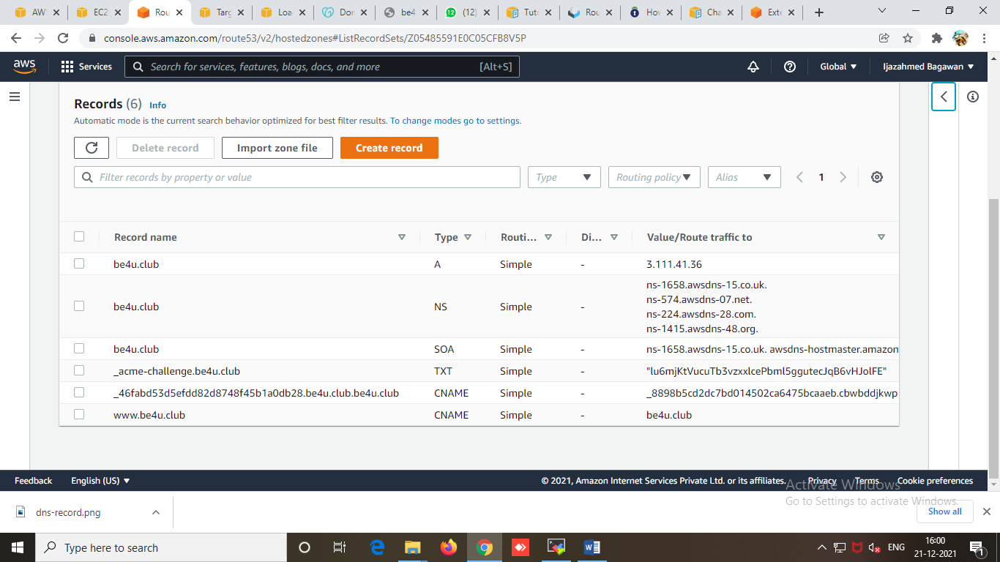 AW
EC2
Rou
Targ
Loa
Dor
be4
(12)
Tuto
Rou
Hov
Cha
Exte
console.aws.amazon.com/route53/v2/hostedzones#ListRecordSets/Z05485591E0C05CFB8V5P
aws
Services
Search for services, features, blogs, docs, and more
[Alt+S]
Global
Ijazahmed Bagawan
Records (6) Info
Automatic mode is the current search behavior optimized for best filter results. To change modes go to settings.
Delete record
Import zone file
Create record
Filter records by property or value
Type
Routing policy
Alias
1
Record name Type Routi... Di... Value/Route traffic to
be4u.club A Simple - 3.111.41.36
be4u.club NS Simple - ns-1658.awsdns-15.co.uk.
ns-574.awsdns-07.net.
ns-224.awsdns-28.com.
ns-1415.awsdns-48.org.
be4u.club SOA Simple - ns-1658.awsdns-15.co.uk. awsdns-hostmaster.amazon
_acme-challenge.be4u.club TXT Simple - "lu6mjKtVucuTb3vzxxlcePbml5ggutecJqB6vHJolFE"
_46fabd53d5efdd82d8748f45b1a0db28.be4u.club.be4u.club CNAME Simple - _8898b5cd2dc7bd014502ca6475bcaaeb.cbwbddjkwp
www.be4u.club CNAME Simple - be4u.club
Feedback English (US) © 2021, Amazon Internet Services Private Ltd. or its affiliates. Privacy Terms Cookie preferences
Activate Windows
Go to Settings to activate Windows.
dns-record.png
Show all
Type here to search
ENG
16:00
21-12-2021
1